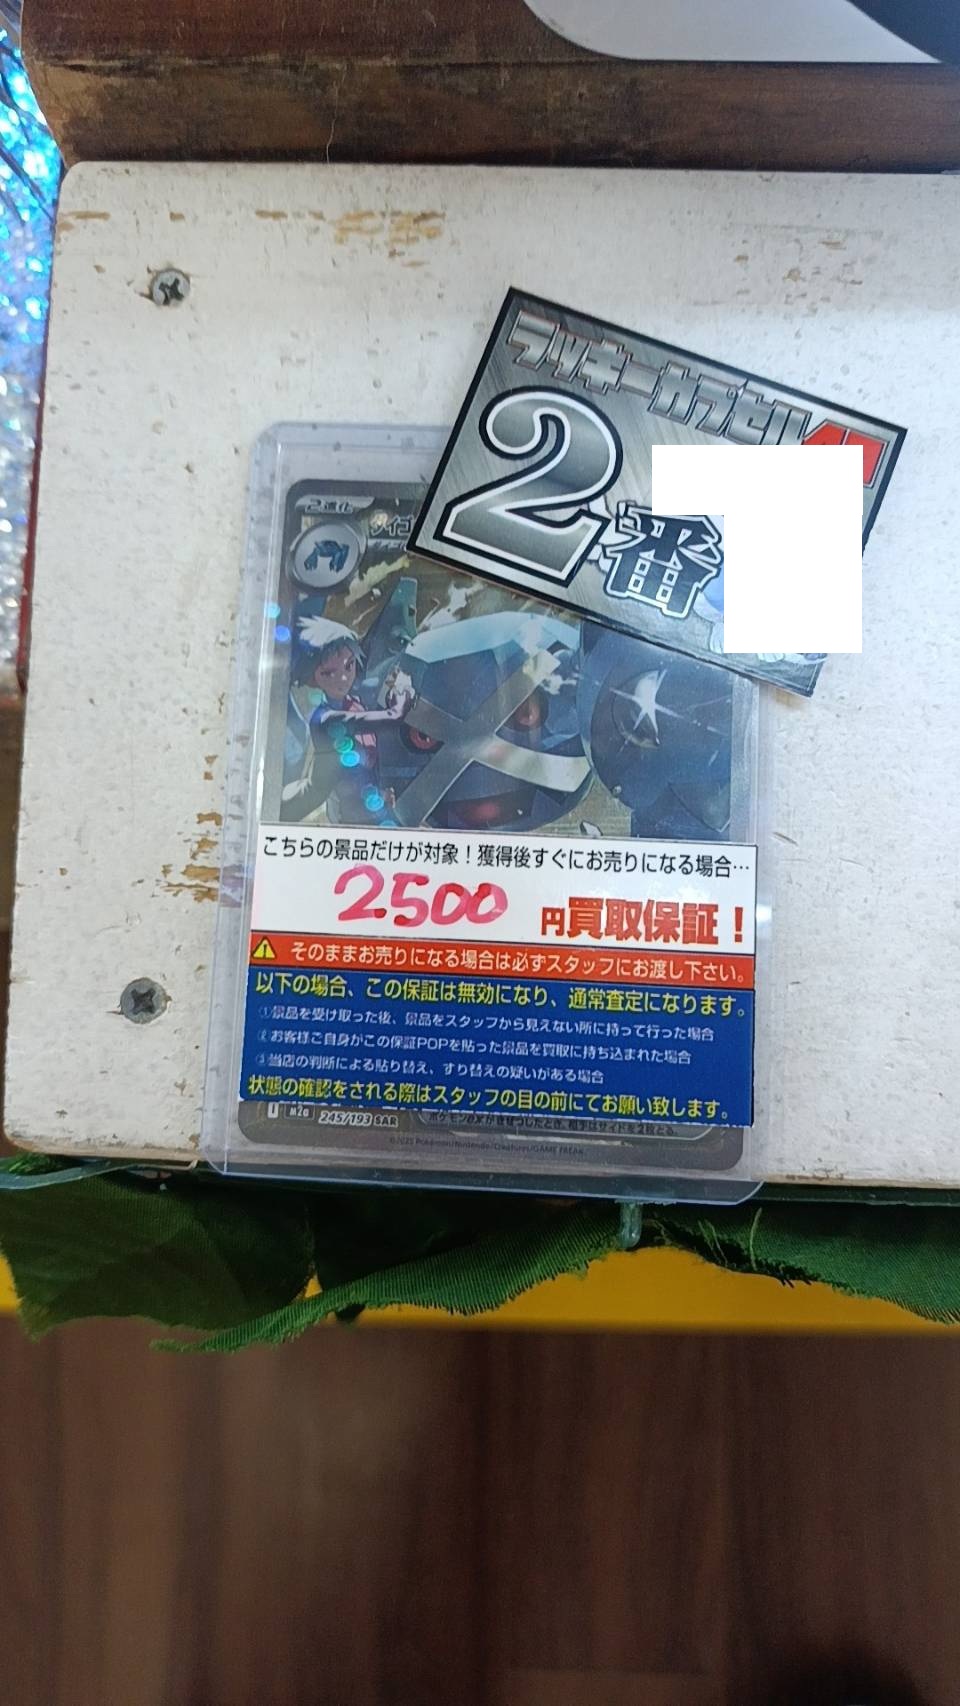 ラッキーカプセル
2番
2進化
ダイゴ
こちらの景品だけが対象！獲得後すぐにお売りになる場合…
2500円買取保証！
そのままお売りになる場合は必ずスタッフにお渡し下さい。
以下の場合、この保証は無効になり、通常査定になります。
①景品を受け取った後、景品をスタッフから見えない所に持って行った場合
②お客様ご自身がこの保証POPを貼った景品を買取に持ち込まれた場合
③当店の判断による貼り替え、すり替えの疑いがある場合
状態の確認をされる際はスタッフの目の前にてお願い致します。
M2a 245/193 SAR
©2025 Pokémon/Nintendo/Creatures/GAME FREAK